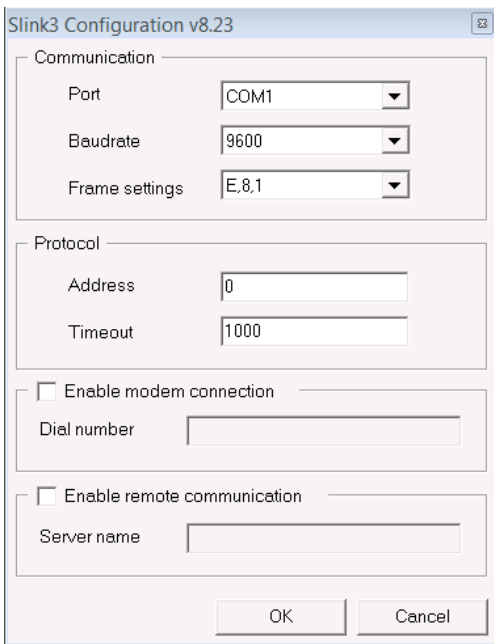 Slink3 Configuration v8.23
Communication
Port COM1
Baudrate 9600
Frame settings E,8,1
Protocol
Address 0
Timeout 1000
Enable modem connection
Dial number
Enable remote communication
Server name
OK Cancel